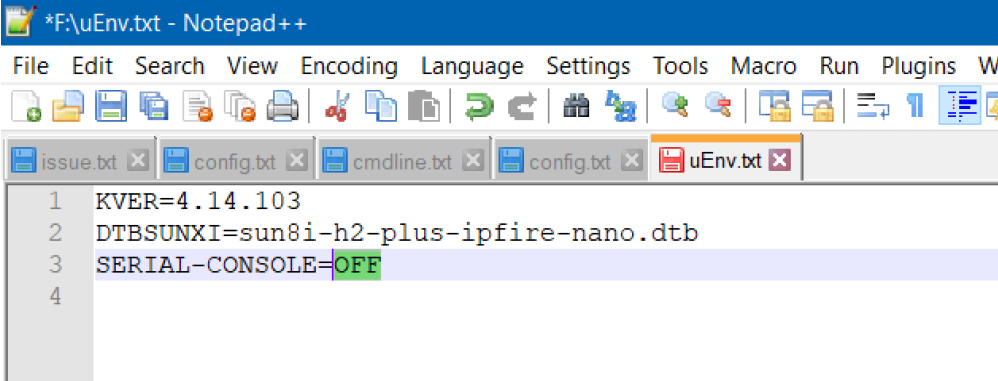 *F:\uEnv.txt - Notepad++
File Edit Search View Encoding Language Settings Tools Macro Run Plugins W
issue.txt config.txt cmdline.txt config.txt uEnv.txt
1 KVER=4.14.103
2 DTBSUNXI=sun8i-h2-plus-ipfire-nano.dtb
3 SERIAL-CONSOLE=OFF
4